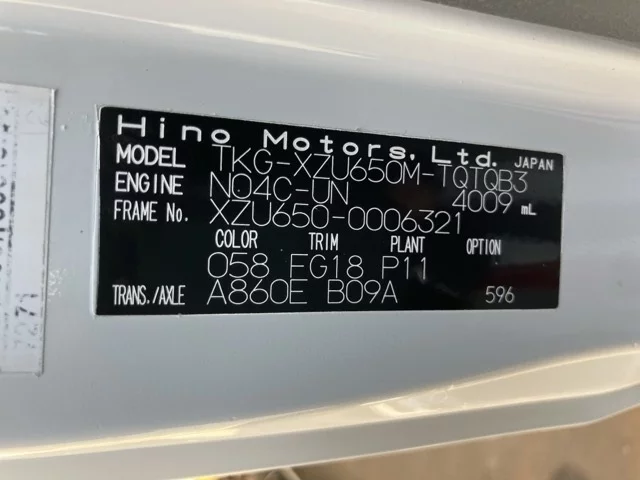 Hino Motors, Ltd. JAPAN
MODEL TKG-XZU650M-TQTQB3
ENGINE N04C-UN 4009 mL
FRAME No. XZU650-0006321
COLOR TRIM PLANT OPTION
058 FG18 P11
TRANS./AXLE A860E B09A 596